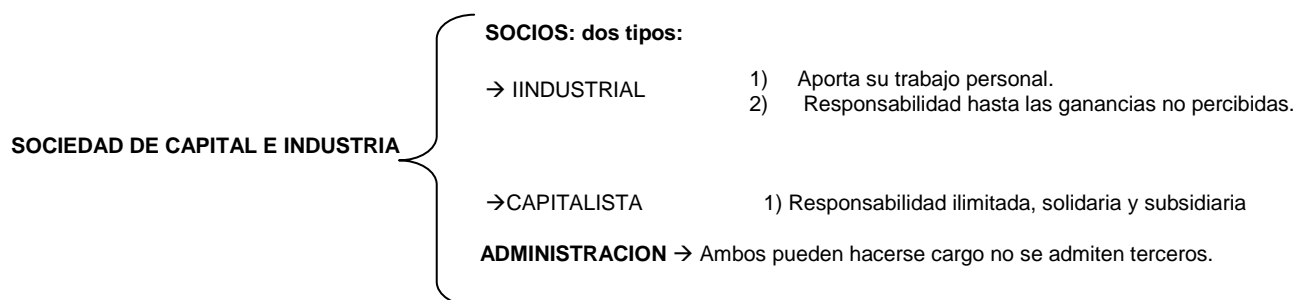 SOCIOS: dos tipos:
→ IINDUSTRIAL
1) Aporta su trabajo personal.
2) Responsabilidad hasta las ganancias no percibidas.
SOCIEDAD DE CAPITAL E INDUSTRIA
→CAPITALISTA 1) Responsabilidad ilimitada, solidaria y subsidiaria
ADMINISTRACION → Ambos pueden hacerse cargo no se admiten terceros.